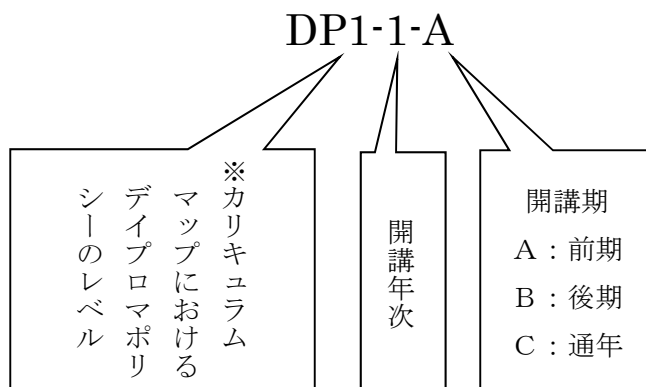 DP1-1-A
※カリキュラム
マップにおける
デイプロマポリ
シーのレベル
開講年次
開講期
A：前期
B：後期
C：通年